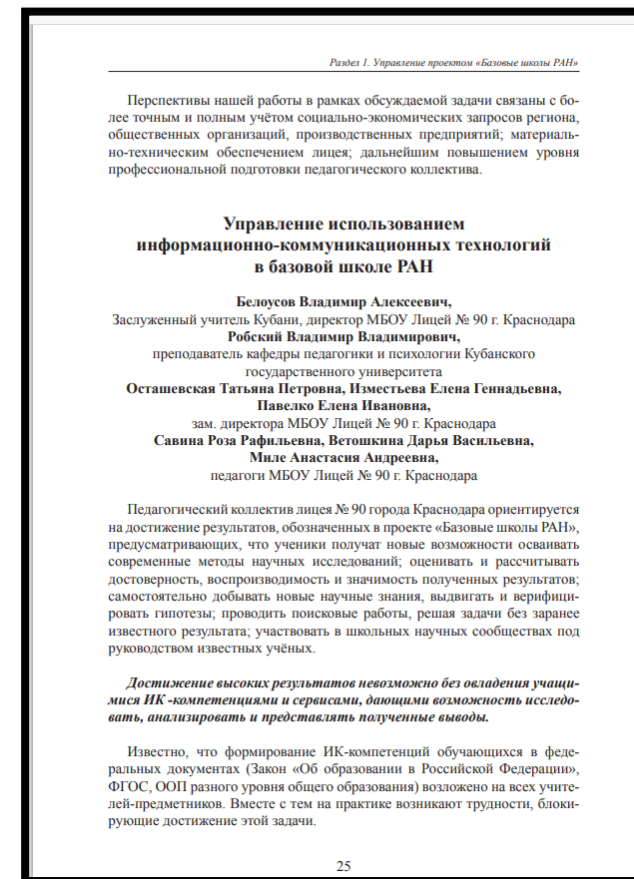 Раздел 1. Управление проектом «Базовые школы РАН»
Перспективы нашей работы в рамках обсуждаемой задачи связаны с бо-
лее точным и полным учётом социально-экономических запросов региона,
общественных организаций, производственных предприятий; материаль-
но-техническим обеспечением лицея; дальнейшим повышением уровня
профессиональной подготовки педагогического коллектива.
Управление использованием
информационно-коммуникационных технологий
в базовой школе РАН
Белоусов Владимир Алексеевич,
Заслуженный учитель Кубани, директор МБОУ Лицей № 90 г. Краснодара
Робский Владимир Владимирович,
преподаватель кафедры педагогики и психологии Кубанского
государственного университета
Осташевская Татьяна Петровна, Изместьева Елена Геннадьевна,
Павелко Елена Ивановна,
зам. директора МБОУ Лицей № 90 г. Краснодара
Савина Роза Рафильевна, Ветошкина Дарья Васильевна,
Миле Анастасия Андреевна,
педагоги МБОУ Лицей № 90 г. Краснодара
Педагогический коллектив лицея № 90 города Краснодара ориентируется
на достижение результатов, обозначенных в проекте «Базовые школы РАН»,
предусматривающих, что ученики получат новые возможности осваивать
современные методы научных исследований; оценивать и рассчитывать
достоверность, воспроизводимость и значимость полученных результатов;
самостоятельно добывать новые научные знания, выдвигать и верифици-
ровать гипотезы; проводить поисковые работы, решая задачи без заранее
известного результата; участвовать в школьных научных сообществах под
руководством известных учёных.
Достижение высоких результатов невозможно без овладения учащи-
мися ИК -компетенциями и сервисами, дающими возможность исследо-
вать, анализировать и представлять полученные выводы.
Известно, что формирование ИК-компетенций обучающихся в феде-
ральных документах (Закон «Об образовании в Российской Федерации»,
ФГОС, ООП разного уровня общего образования) возложено на всех учите-
лей-предметников. Вместе с тем на практике возникают трудности, блоки-
рующие достижение этой задачи.
25